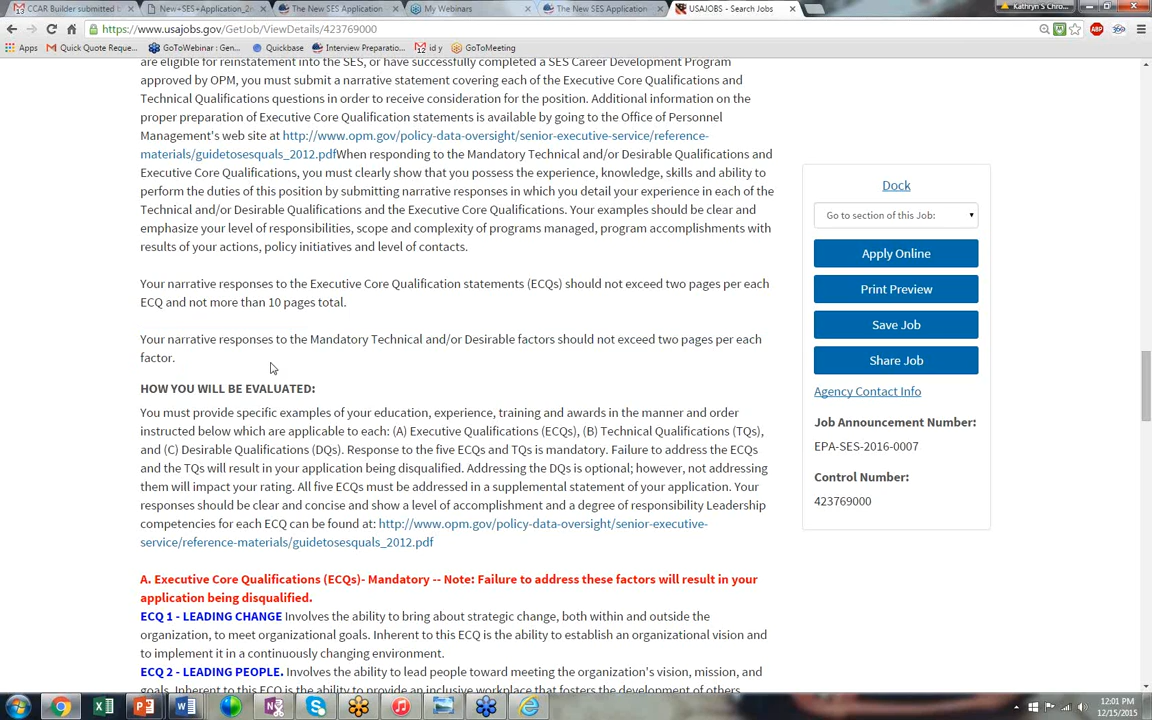 CCAR Builder submitted b
New+SES+Application_2n
The New SES Application
My Webinars
The New SES Application
USAJOBS - Search Jobs
Kathryn S Chro...
https://www.usajobs.gov/GetJob/ViewDetails/423769000
Apps
Quick Quote Reque...
GoToWebinar : Gen...
Quickbase
Interview Preparatio...
id y
GoToMeeting
are eligible for reinstatement into the SES, or have successfully completed a SES Career Development Program
approved by OPM, you must submit a narrative statement covering each of the Executive Core Qualifications and
Technical Qualifications questions in order to receive consideration for the position. Additional information on the
proper preparation of Executive Core Qualification statements is available by going to the Office of Personnel
Management's web site at http://www.opm.gov/policy-data-oversight/senior-executive-service/reference-
materials/guidetosesquals_2012.pdfWhen responding to the Mandatory Technical and/or Desirable Qualifications and
Executive Core Qualifications, you must clearly show that you possess the experience, knowledge, skills and ability to
perform the duties of this position by submitting narrative responses in which you detail your experience in each of the
Technical and/or Desirable Qualifications and the Executive Core Qualifications. Your examples should be clear and
emphasize your level of responsibilities, scope and complexity of programs managed, program accomplishments with
results of your actions, policy initiatives and level of contacts.
Your narrative responses to the Executive Core Qualification statements (ECQs) should not exceed two pages per each
ECQ and not more than 10 pages total.
Your narrative responses to the Mandatory Technical and/or Desirable factors should not exceed two pages per each
factor.
HOW YOU WILL BE EVALUATED:
You must provide specific examples of your education, experience, training and awards in the manner and order
instructed below which are applicable to each: (A) Executive Qualifications (ECQs), (B) Technical Qualifications (TQs),
and (C) Desirable Qualifications (DQs). Response to the five ECQs and TQs is mandatory. Failure to address the ECQs
and the TQs will result in your application being disqualified. Addressing the DQs is optional; however, not addressing
them will impact your rating. All five ECQs must be addressed in a supplemental statement of your application. Your
responses should be clear and concise and show a level of accomplishment and a degree of responsibility Leadership
competencies for each ECQ can be found at: http://www.opm.gov/policy-data-oversight/senior-executive-
service/reference-materials/guidetosesquals_2012.pdf
A. Executive Core Qualifications (ECQs)- Mandatory -- Note: Failure to address these factors will result in your
application being disqualified.
ECQ 1 - LEADING CHANGE Involves the ability to bring about strategic change, both within and outside the
organization, to meet organizational goals. Inherent to this ECQ is the ability to establish an organizational vision and
to implement it in a continuously changing environment.
ECQ 2 - LEADING PEOPLE. Involves the ability to lead people toward meeting the organization's vision, mission, and
goals. Inherent to this ECQ is the ability to provide an inclusive workplace that fosters the development of others,
Dock
Go to section of this Job:
Apply Online
Print Preview
Save Job
Share Job
Agency Contact Info
Job Announcement Number:
EPA-SES-2016-0007
Control Number:
423769000
12:01 PM
12/15/2015